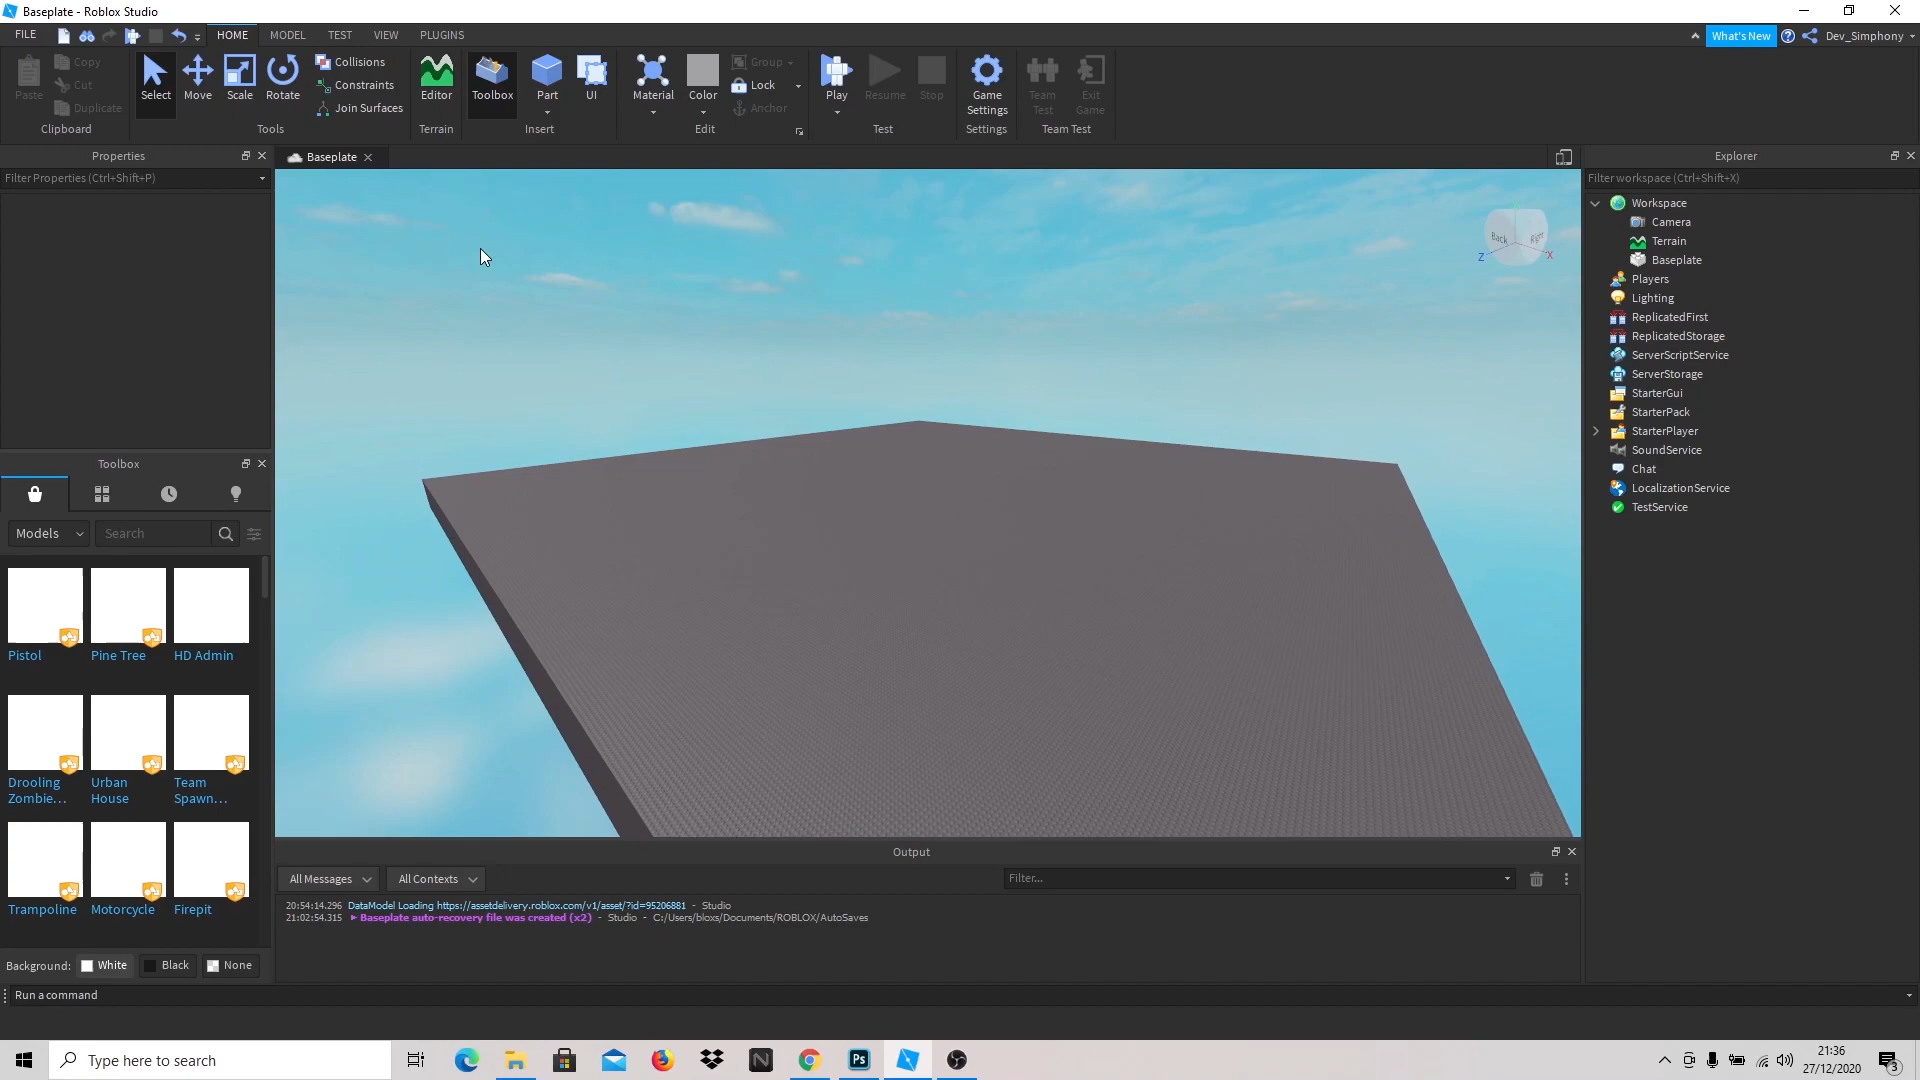 Baseplate - Roblox Studio
FILE
HOME
MODEL
TEST
VIEW
PLUGINS
What's New
Dev_Simphony
Paste
Copy
Cut
Duplicate
Clipboard
Select
Move
Scale
Rotate
Collisions
Constraints
Join Surfaces
Tools
Editor
Terrain
Toolbox
Part
UI
Insert
Material
Color
Group
Lock
Anchor
Edit
Play
Resume
Stop
Test
Game
Settings
Settings
Team
Test
Exit
Game
Team Test
Properties
Filter Properties (Ctrl+Shift+P)
Toolbox
Models
Search
Pistol
Pine Tree
HD Admin
Drooling
Zombie...
Urban
House
Team
Spawn...
Trampoline
Motorcycle
Firepit
Background:
White
Black
None
Baseplate
Back
Right
Z
X
Output
All Messages
All Contexts
Filter...
20:54:14.296 DataModel Loading https://assetdelivery.roblox.com/v1/asset/?id=95206881 - Studio
21:02:54.315 Baseplate auto-recovery file was created (x2) - Studio - C:/Users/bloxs/Documents/ROBLOX/AutoSaves
Explorer
Filter workspace (Ctrl+Shift+X)
Workspace
Camera
Terrain
Baseplate
Players
Lighting
ReplicatedFirst
ReplicatedStorage
ServerScriptService
ServerStorage
StarterGui
StarterPack
StarterPlayer
SoundService
Chat
LocalizationService
TestService
Run a command
Type here to search
N
Ps
21:36
27/12/2020
3